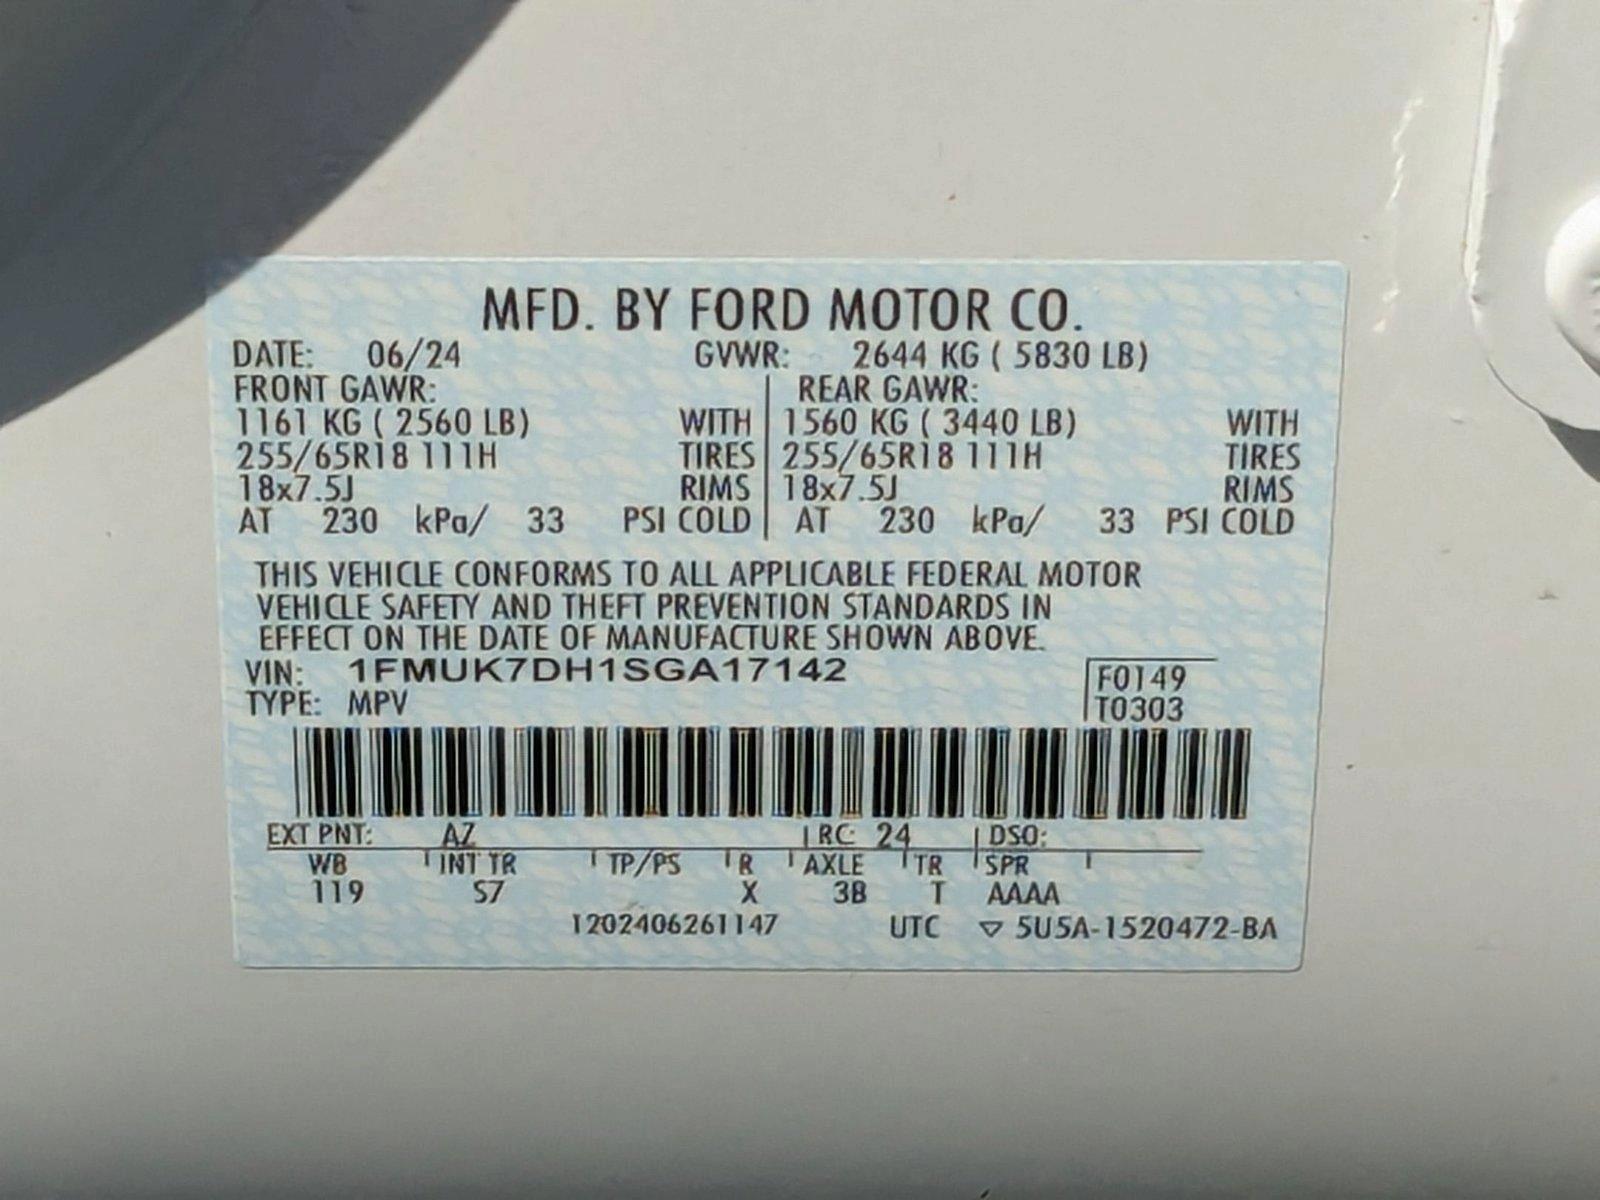 MFD. BY FORD MOTOR CO.
DATE: 06/24 GVWR: 2644 KG ( 5830 LB)
FRONT GAWR: REAR GAWR:
1161 KG ( 2560 LB) WITH 1560 KG ( 3440 LB) WITH
255/65R18 111H TIRES 255/65R18 111H TIRES
18x7.5J RIMS 18x7.5J RIMS
AT 230 kPa/ 33 PSI COLD AT 230 kPa/ 33 PSI COLD
THIS VEHICLE CONFORMS TO ALL APPLICABLE FEDERAL MOTOR
VEHICLE SAFETY AND THEFT PREVENTION STANDARDS IN
EFFECT ON THE DATE OF MANUFACTURE SHOWN ABOVE.
VIN: 1FMUK7DH1SGA17142 F0149
TYPE: MPV T0303
EXT PNT: AZ RC: 24 DSO:
WB INT TR TP/PS R AXLE TR SPR
119 S7 X 3B T AAAA
1202406261147 UTC ▽ 5U5A-1520472-BA